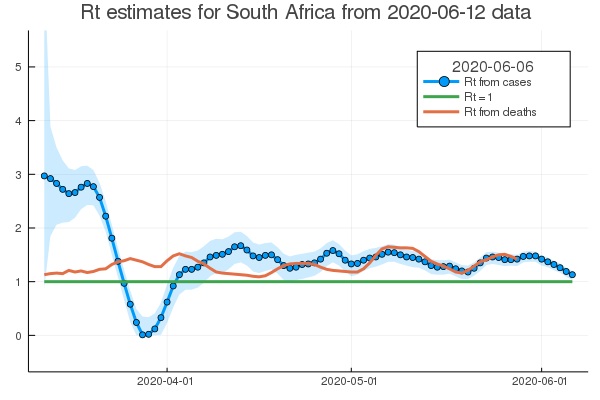 Rt estimates for South Africa from 2020-06-12 data
2020-06-06
Rt from cases
Rt = 1
Rt from deaths
5
4
3
2
1
0
2020-04-01
2020-05-01
2020-06-01